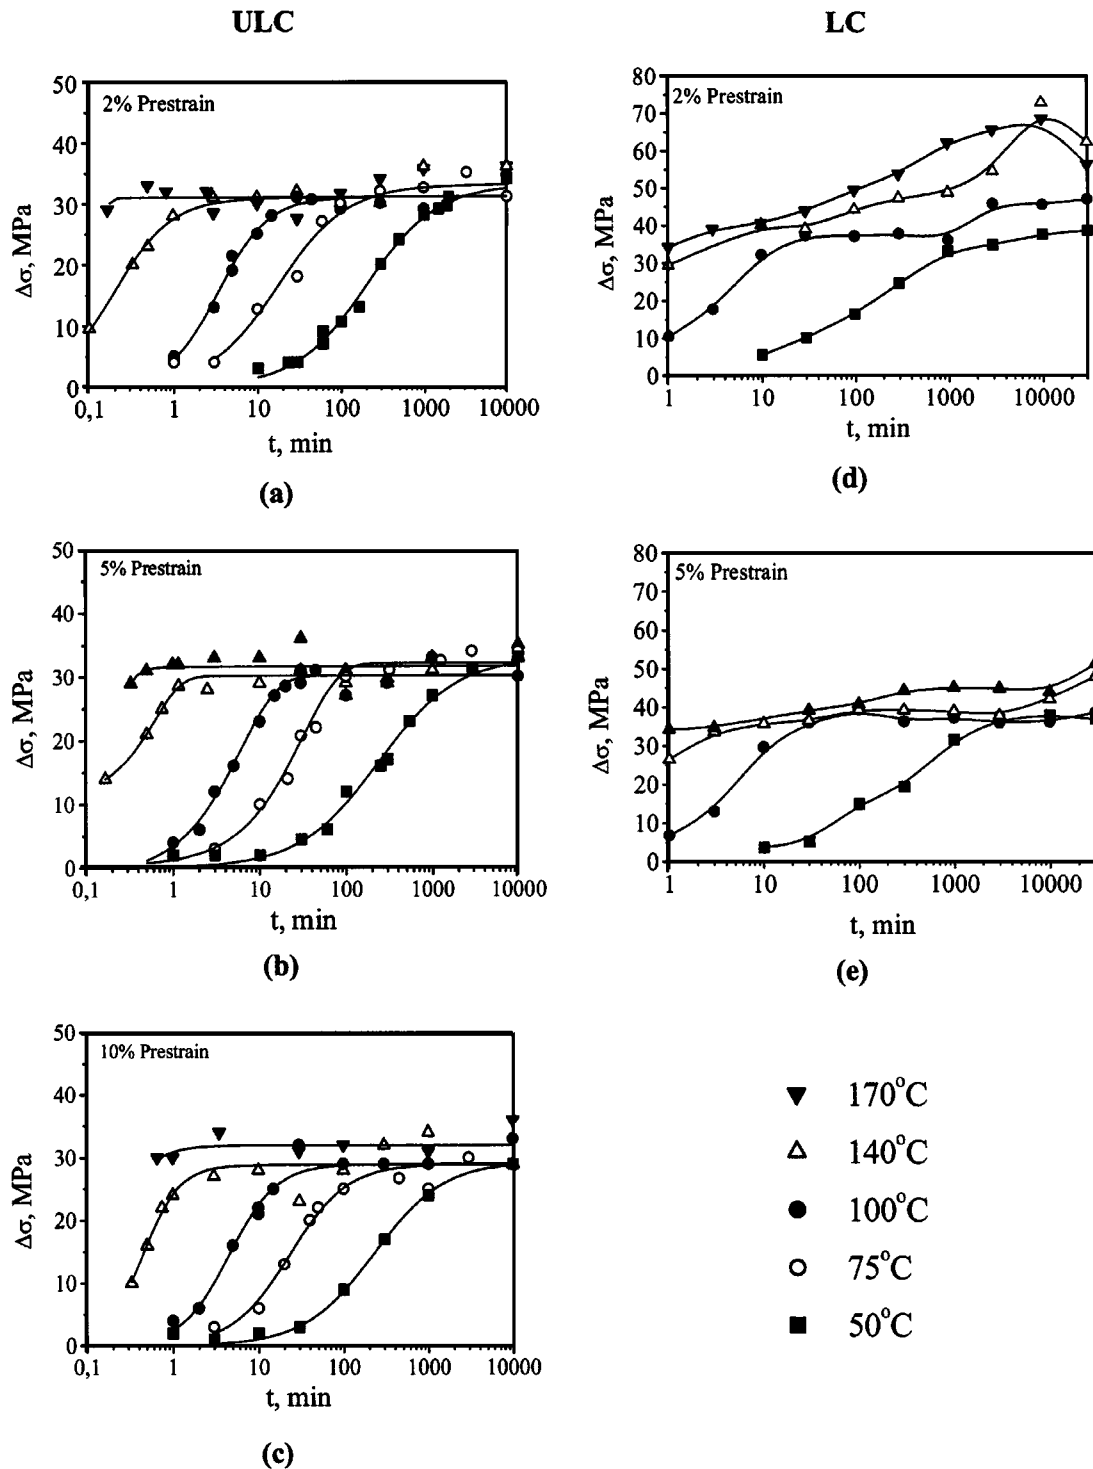 ULC
LC
50
40
30
20
10
0
2% Prestrain
Δσ, MPa
0,1 1 10 100 1000 10000
t, min
(a)
80
70
60
50
40
30
20
10
0
2% Prestrain
Δσ, MPa
1 10 100 1000 10000
t, min
(d)
50
40
30
20
10
0
5% Prestrain
Δσ, MPa
0,1 1 10 100 1000 10000
t, min
(b)
80
70
60
50
40
30
20
10
0
5% Prestrain
Δσ, MPa
1 10 100 1000 10000
t, min
(e)
50
40
30
20
10
0
10% Prestrain
Δσ, MPa
0,1 1 10 100 1000 10000
t, min
(c)
170°C
140°C
100°C
75°C
50°C